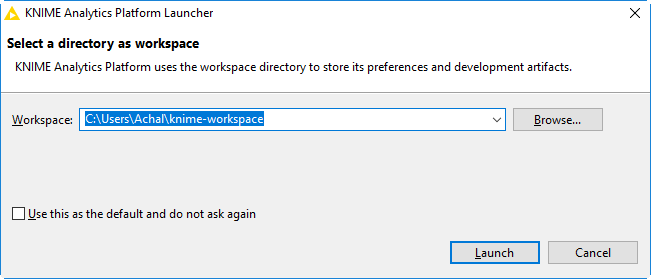 KNIME Analytics Platform Launcher
Select a directory as workspace
KNIME Analytics Platform uses the workspace directory to store its preferences and development artifacts.
Workspace: C:\Users\Achal\knime-workspace Browse...
Use this as the default and do not ask again
Launch Cancel